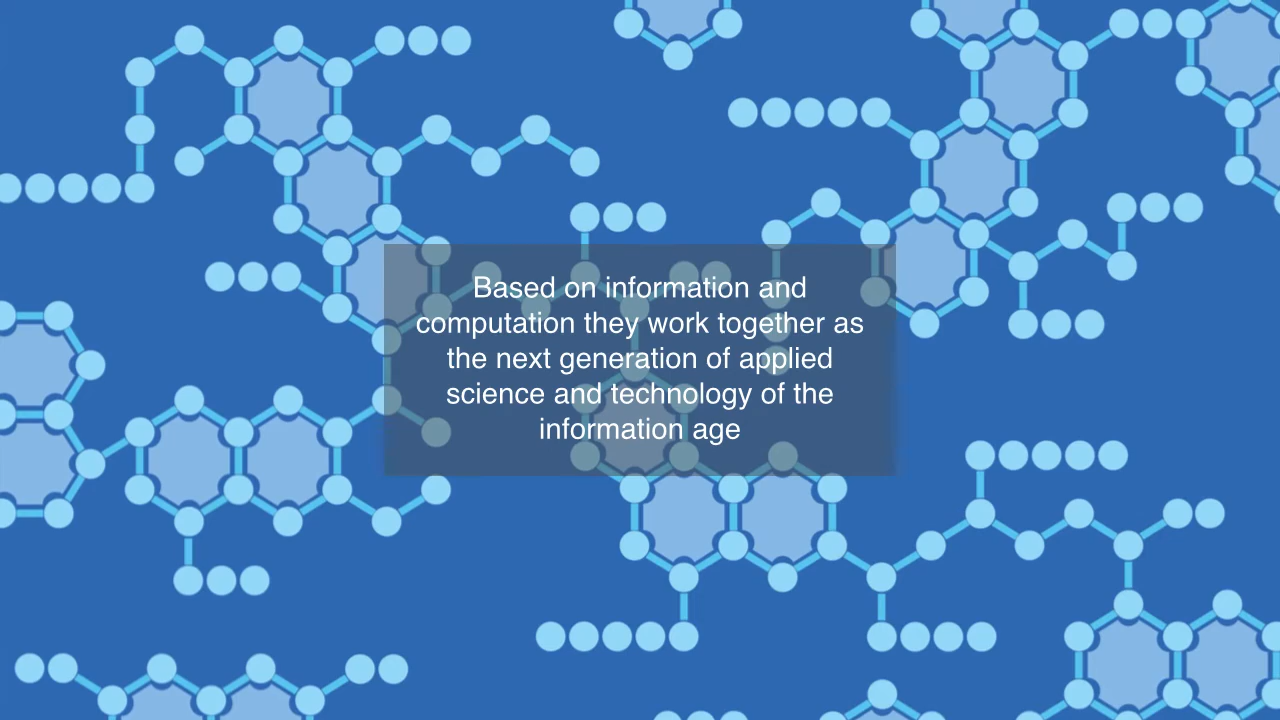 Based on information and
computation they work together as
the next generation of applied
science and technology of the
information age